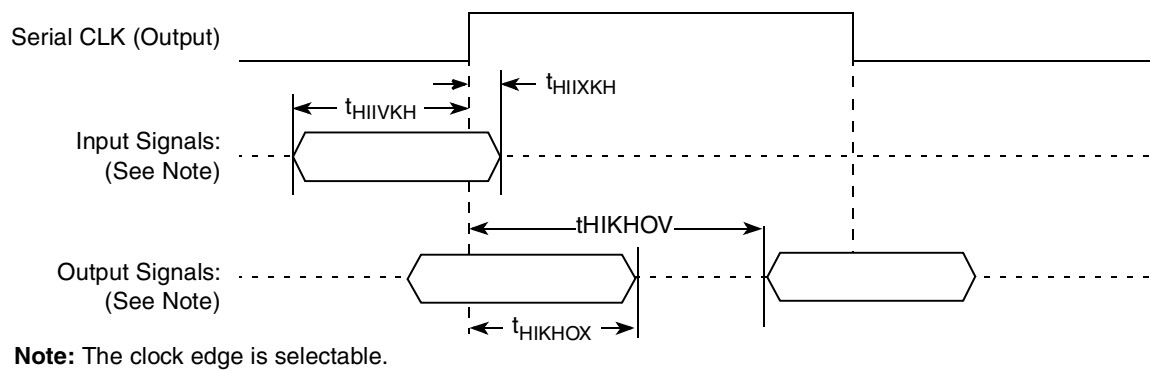 Serial CLK (Output)
tHIIXKH
tHIIVKH
Input Signals:
(See Note)
tHIKHOV
Output Signals:
(See Note)
tHIKHOX
Note: The clock edge is selectable.